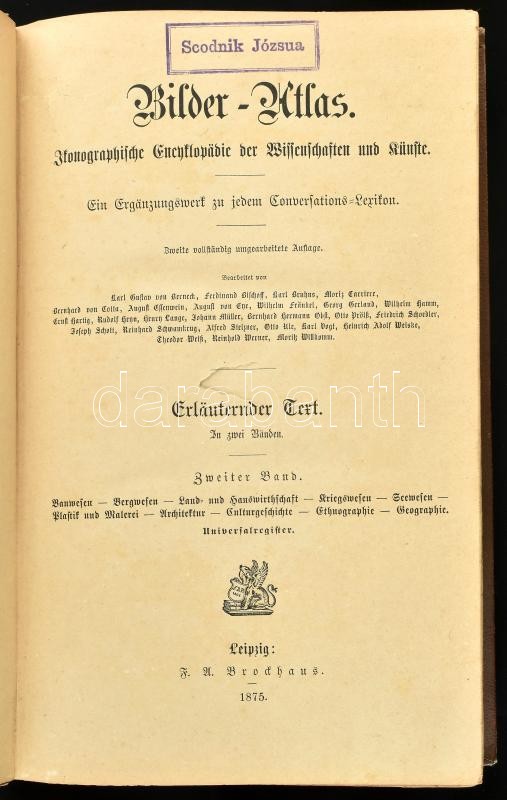 Scodnik Józsua
Bilder-Atlas.
Ikonographische Encyklopädie der Wissenschaften und Künste.
Ein Ergänzungswerk zu jedem Conversations-Lexikon.
Zweite vollständig umgearbeitete Auflage.
Bearbeitet von
Karl Gustav von Berneck, Ferdinand Bischoff, Karl Bruhns, Moriz Carriere,
Bernhard von Cotta, August Essenwein, August von Eye, Wilhelm Fränkel, Georg Gerland, Wilhelm Hamm,
Ernst Hartig, Rudolf Heyn, Henry Lange, Johann Müller, Bernhard Hermann Obst, Otto Prölß, Friedrich Schoedler,
Joseph Schott, Reinhard Schwamkrug, Alfred Stelzner, Otto Ule, Karl Vogt, Heinrich Adolf Weiske,
Theodor Weiß, Reinhold Werner, Moritz Willkomm.
darabanth
Erläuternder Text.
In zwei Bänden.
Zweiter Band.
Bauwesen — Bergwesen — Land- und Hauswirthschaft — Kriegswesen — Seewesen —
Plastik und Malerei — Architektur — Culturgeschichte — Ethnographie — Geographie.
Universalregister.
Leipzig:
F. A. Brockhaus.
1875.